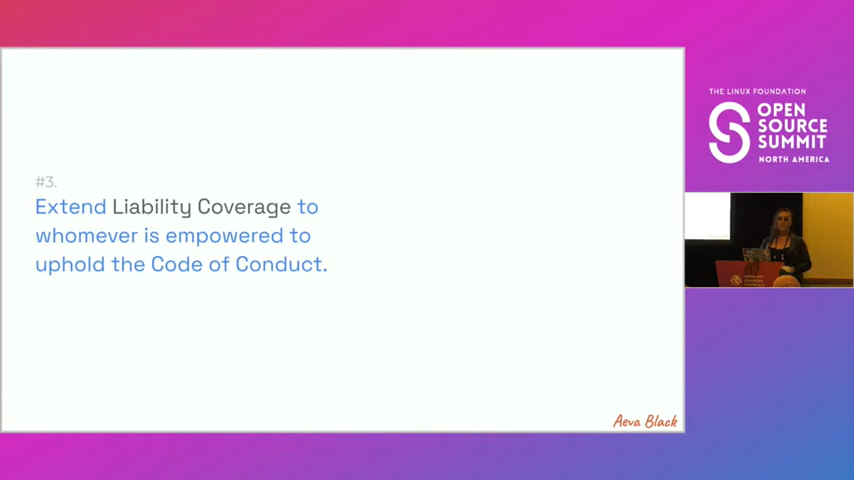 #3.
Extend Liability Coverage to
whomever is empowered to
uphold the Code of Conduct.
Aeva Black
THE LINUX FOUNDATION
OPEN
SOURCE
SUMMIT
NORTH AMERICA